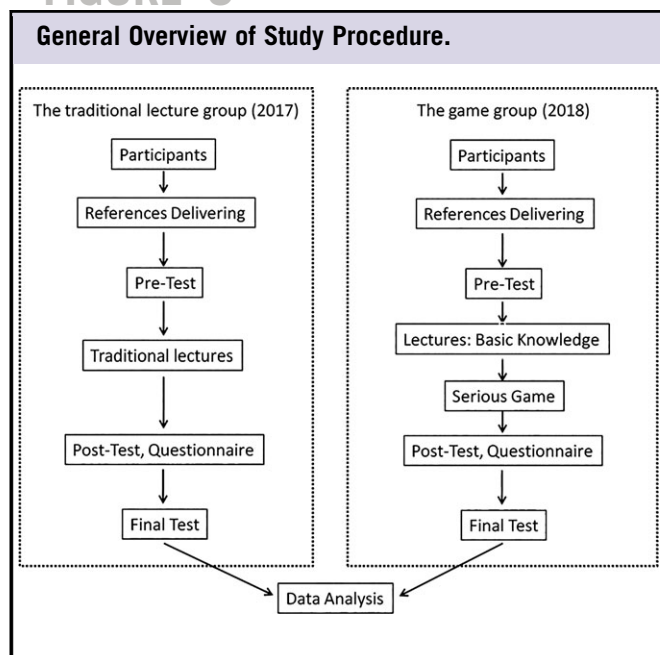 General Overview of Study Procedure.
The traditional lecture group (2017)
Participants
References Delivering
Pre-Test
Traditional lectures
Post-Test, Questionnaire
Final Test
The game group (2018)
Participants
References Delivering
Pre-Test
Lectures: Basic Knowledge
Serious Game
Post-Test, Questionnaire
Final Test
Data Analysis